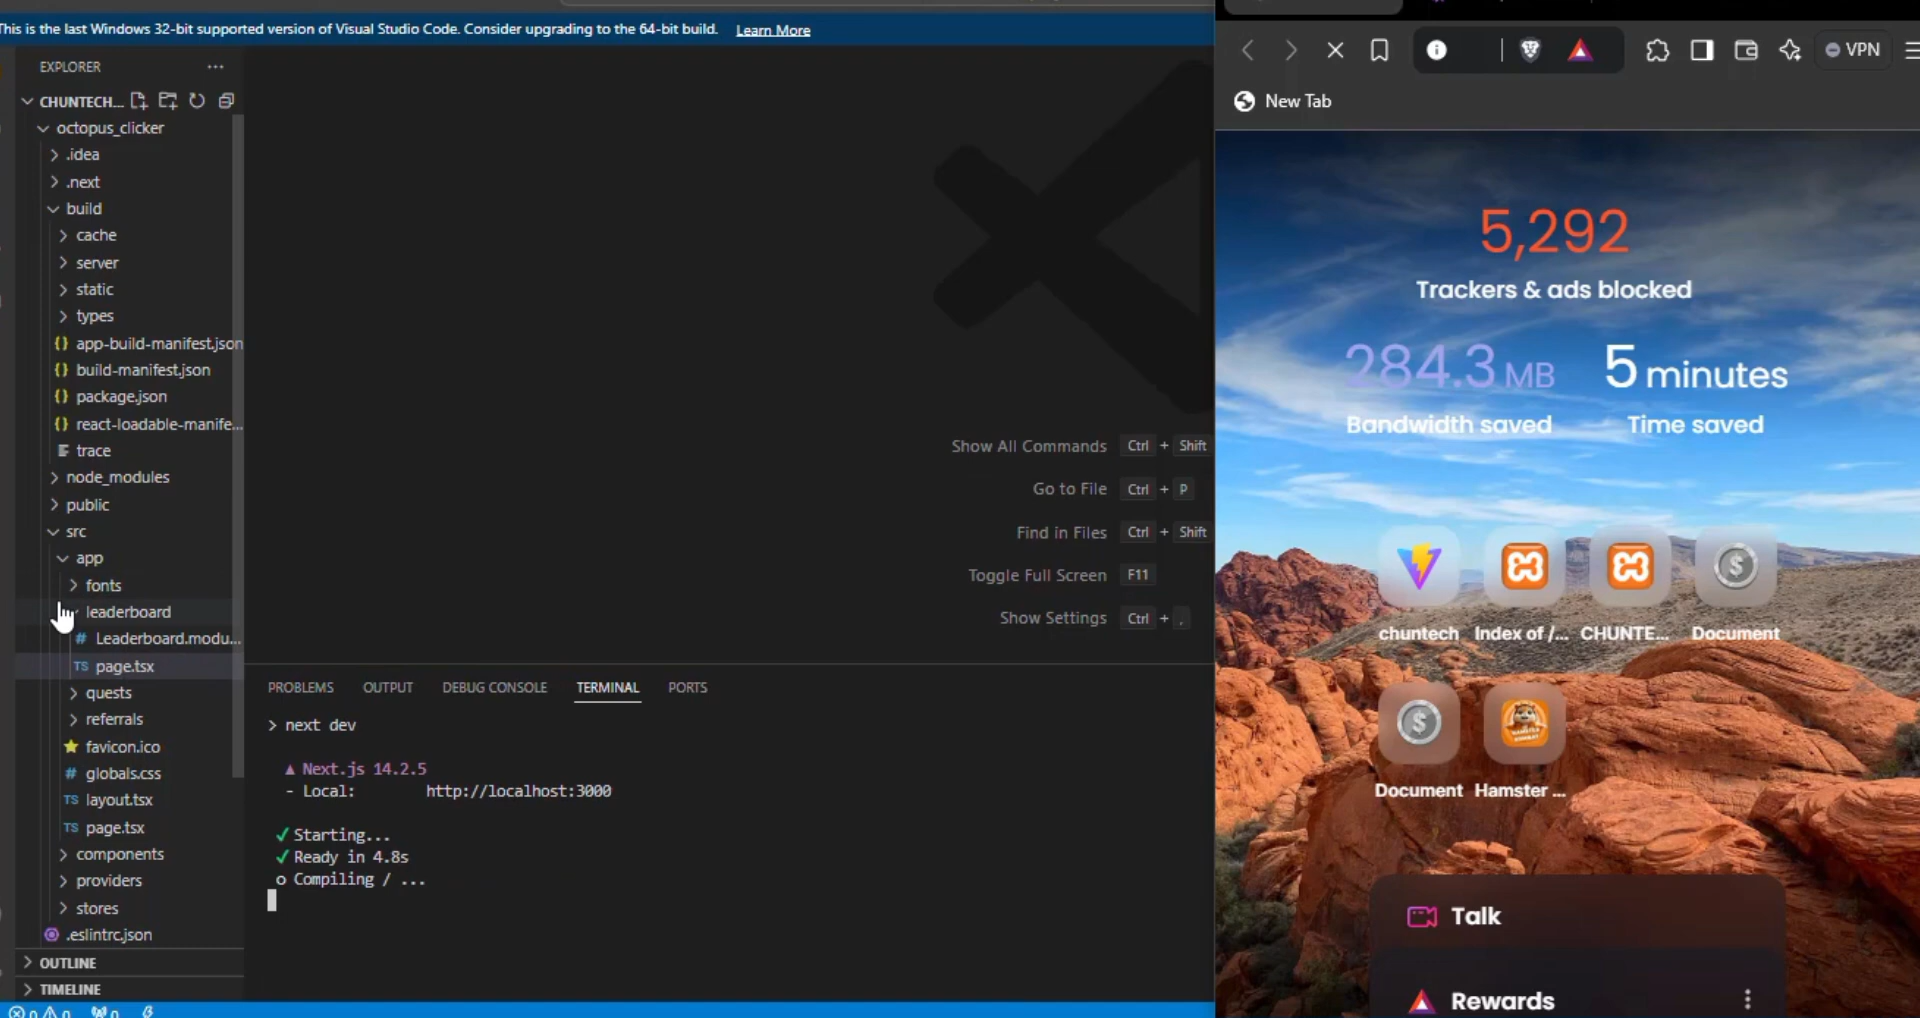 This is the last Windows 32-bit supported version of Visual Studio Code. Consider upgrading to the 64-bit build. Learn More
EXPLORER
CHUNTECH...
octopus_clicker
.idea
.next
build
cache
server
static
types
app-build-manifest.json
build-manifest.json
package.json
react-loadable-manife...
trace
node_modules
public
src
app
fonts
leaderboard
Leaderboard.modu...
TS page.tsx
quests
referrals
favicon.ico
# globals.css
TS layout.tsx
TS page.tsx
components
providers
stores
.eslintrc.json
OUTLINE
TIMELINE
Show All Commands Ctrl + Shift
Go to File Ctrl + P
Find in Files Ctrl + Shift
Toggle Full Screen F11
Show Settings Ctrl + ,
PROBLEMS OUTPUT DEBUG CONSOLE TERMINAL PORTS
> next dev
▲ Next.js 14.2.5
- Local: http://localhost:3000
✓ Starting...
✓ Ready in 4.8s
○ Compiling / ...
VPN
New Tab
5,292
Trackers & ads blocked
284.3 MB 5 minutes
Bandwidth saved Time saved
chuntech Index of /... CHUNTE... Document
Document Hamster ...
Talk
Rewards